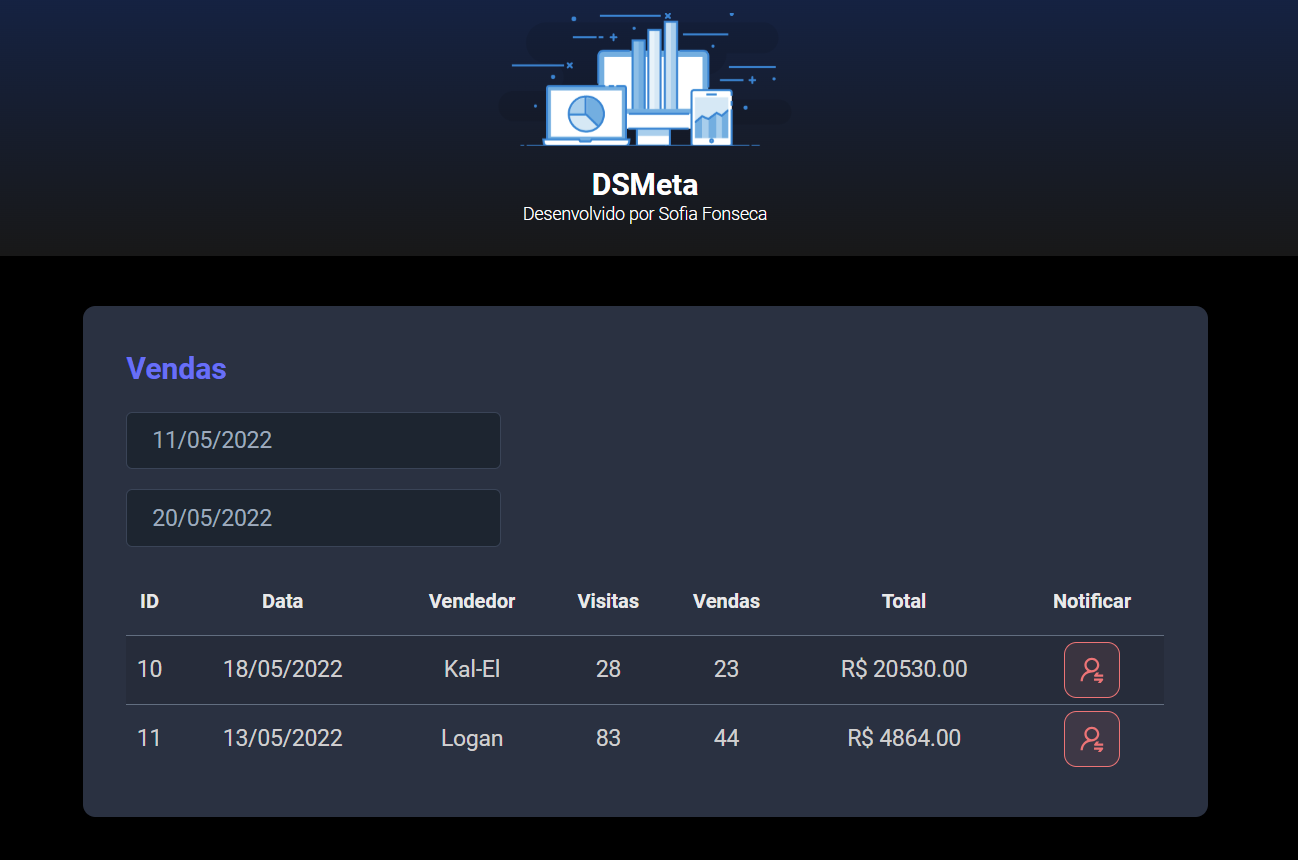 DSMeta
Desenvolvido por Sofia Fonseca
Vendas
11/05/2022
20/05/2022
ID Data Vendedor Visitas Vendas Total Notificar
10 18/05/2022 Kal-El 28 23 R$ 20530.00
11 13/05/2022 Logan 83 44 R$ 4864.00